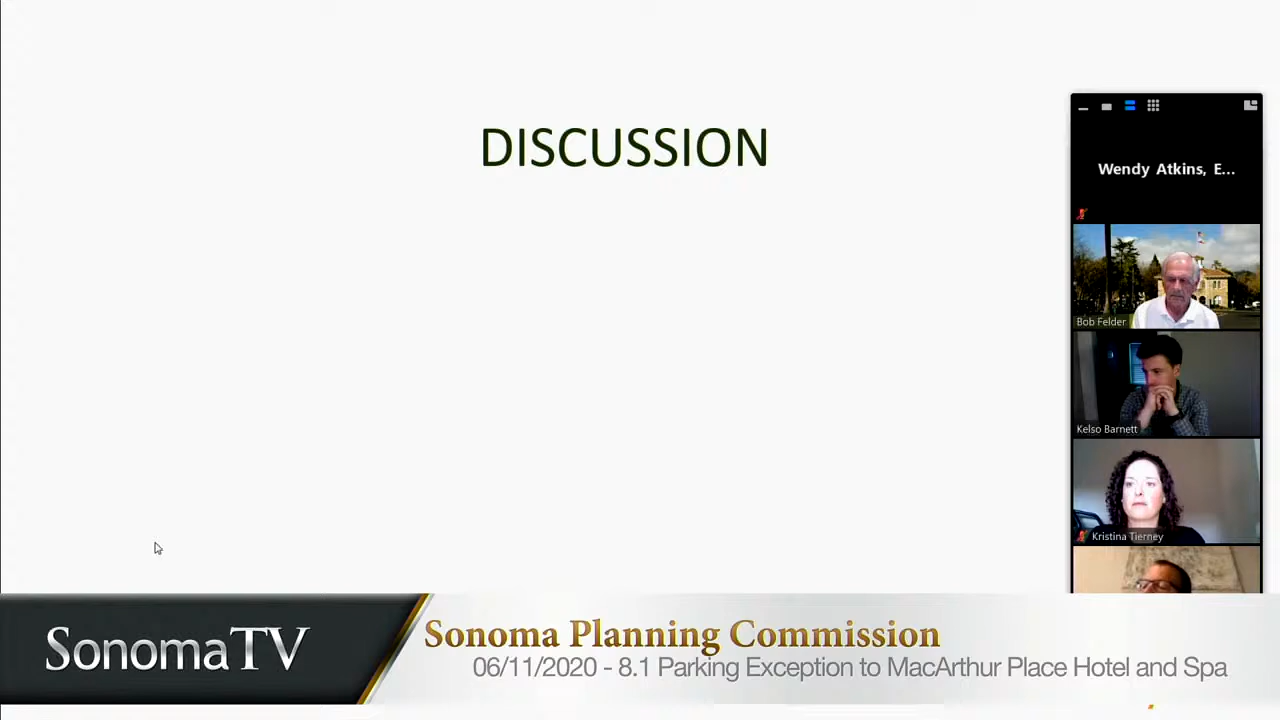 DISCUSSION
Wendy Atkins, E...
Bob Felder
Kelso Barnett
Kristina Tierney
SonomaTV
Sonoma Planning Commission
06/11/2020 - 8.1 Parking Exception to MacArthur Place Hotel and Spa